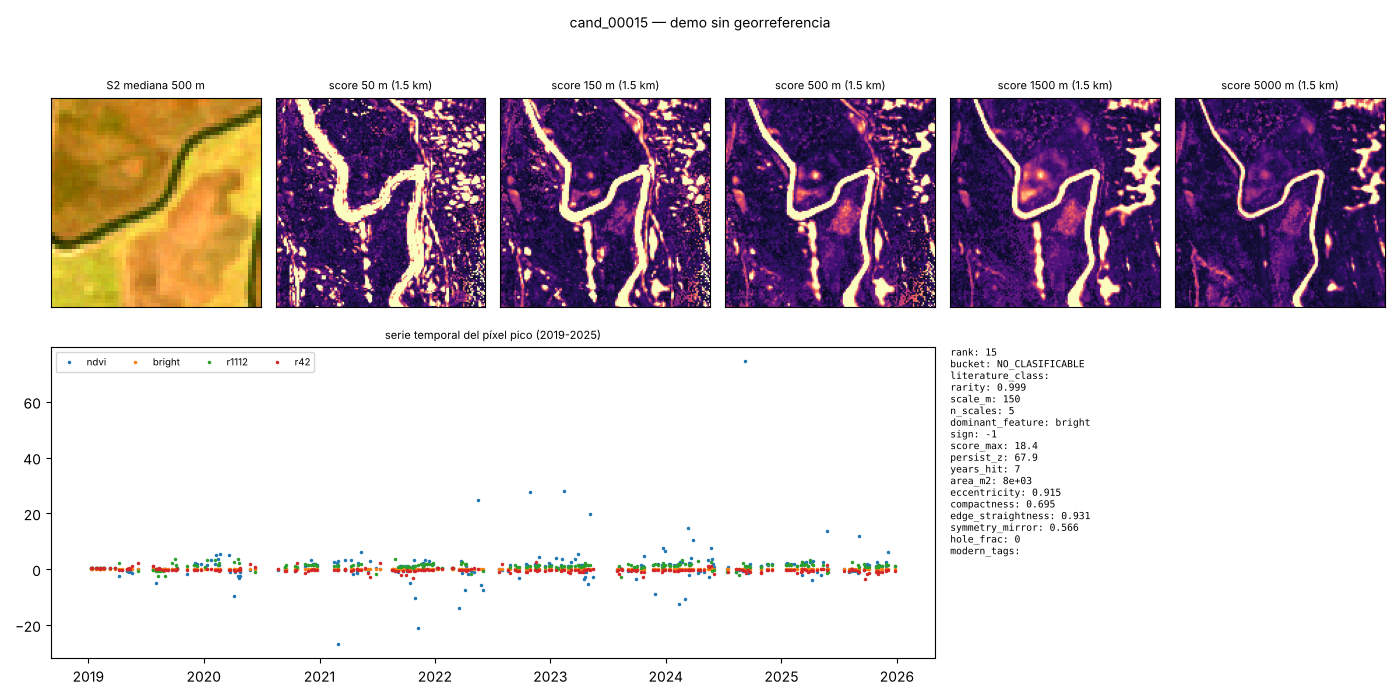 cand_00015 — demo sin georreferencia
S2 mediana 500 m
score 50 m (1.5 km)
score 150 m (1.5 km)
score 500 m (1.5 km)
score 1500 m (1.5 km)
score 5000 m (1.5 km)
serie temporal del píxel pico (2019-2025)
ndvi bright r1112 r42
60
40
20
0
−20
2019 2020 2021 2022 2023 2024 2025 2026
rank: 15
bucket: NO_CLASIFICABLE
literature_class:
rarity: 0.999
scale_m: 150
n_scales: 5
dominant_feature: bright
sign: -1
score_max: 18.4
persist_z: 67.9
years_hit: 7
area_m2: 8e+03
eccentricity: 0.915
compactness: 0.695
edge_straightness: 0.931
symmetry_mirror: 0.566
hole_frac: 0
modern_tags: